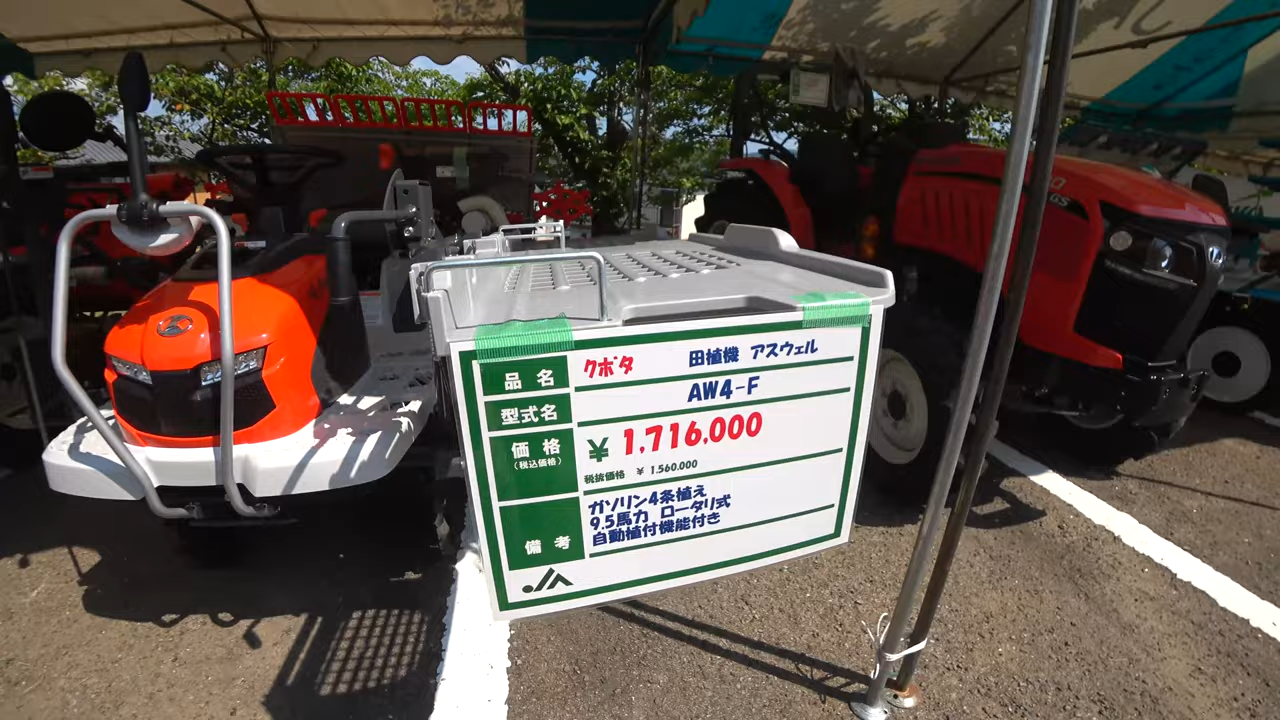 品名 クボタ 田植機 アスウェル
型式名 AW4-F
価格 ¥ 1,716,000
(税込価格) 税抜価格 ¥ 1.560.000
備考 ガソリン4条植え
9.5馬力 ロータリ式
自動植付機能付き
JA
GS